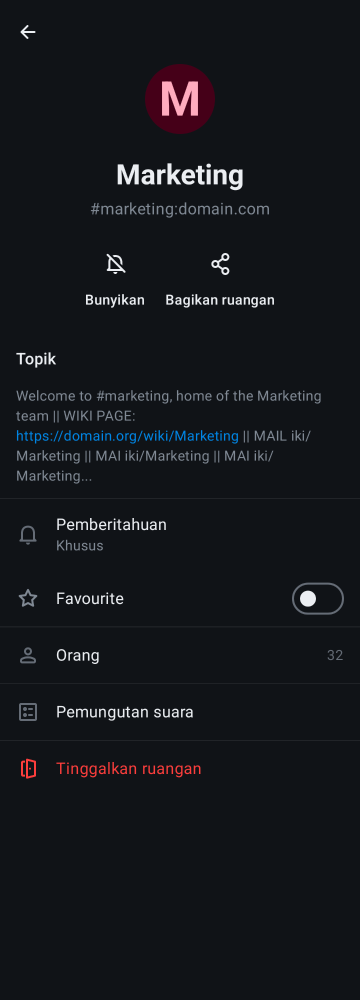 M
Marketing
#marketing:domain.com
Bunyikan
Bagikan ruangan
Topik
Welcome to #marketing, home of the Marketing
team || WIKI PAGE:
https://domain.org/wiki/Marketing || MAIL iki/
Marketing || MAI iki/Marketing || MAI iki/
Marketing...
Pemberitahuan
Khusus
Favourite
Orang 32
Pemungutan suara
Tinggalkan ruangan